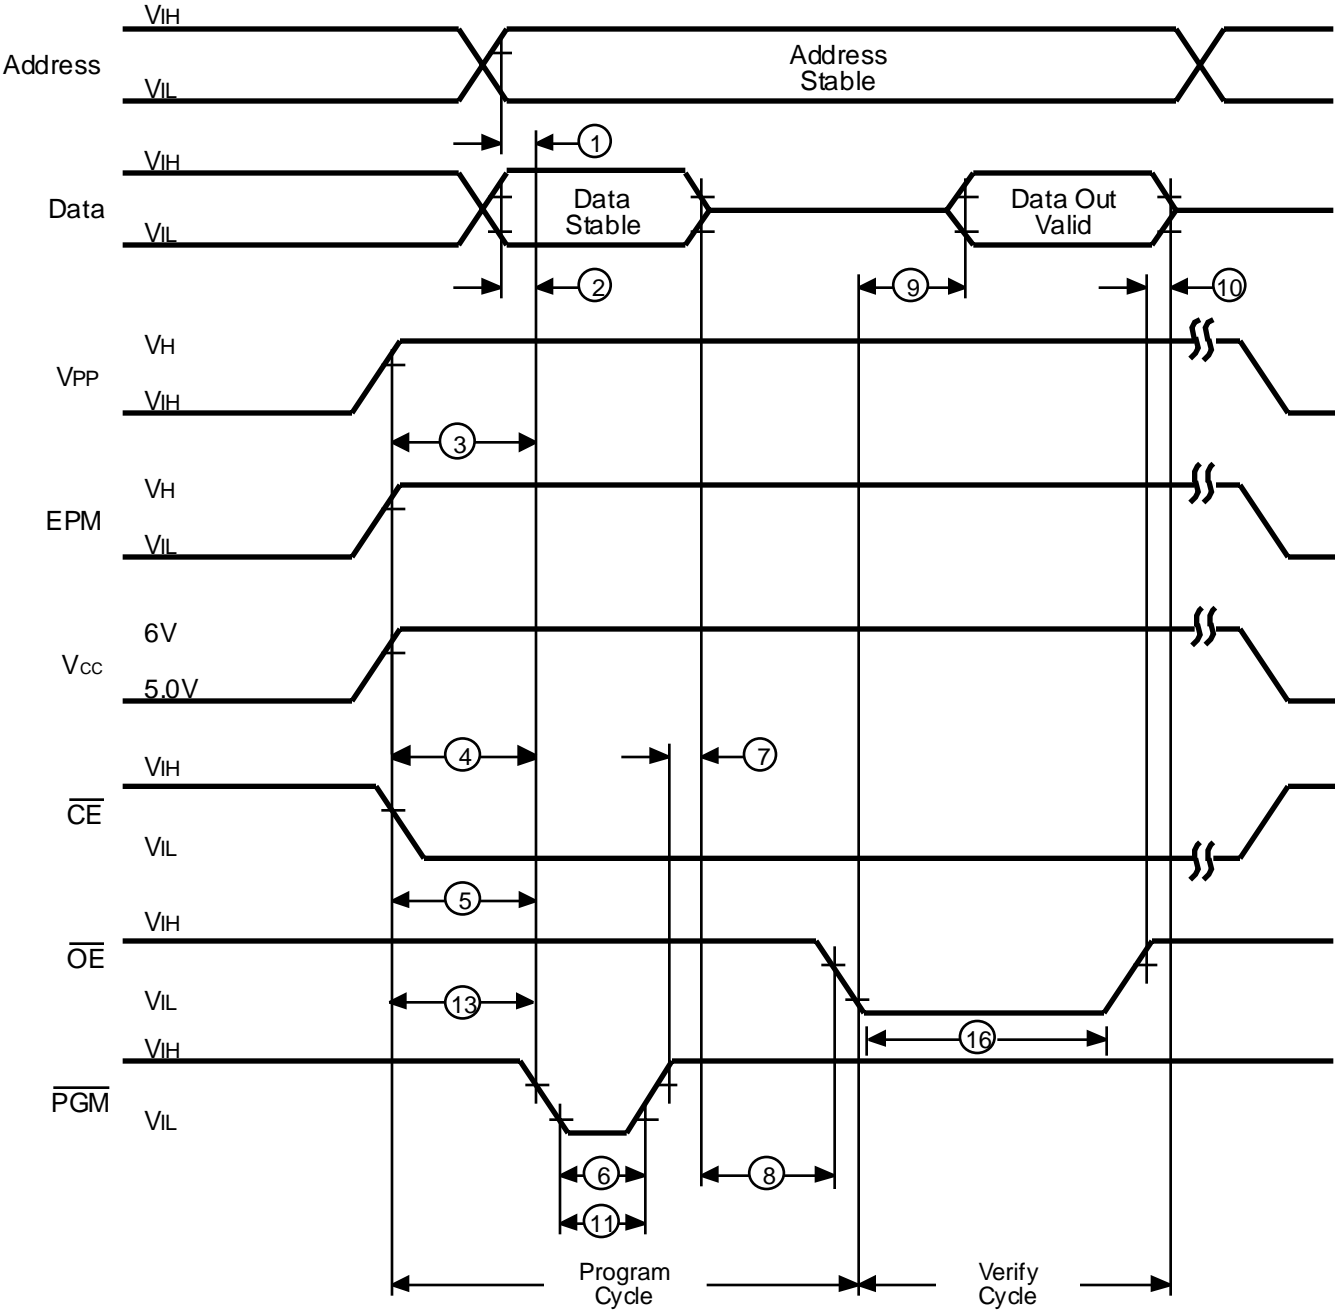 VIH
Address
Address
Stable
VIL
1
VIH
Data
Data
Stable
Data Out
Valid
VIL
2
9
10
VH
VPP
VIH
3
VH
EPM
VIL
6V
VCC
5.0V
4
7
VIH
CE
VIL
5
VIH
OE
VIL
13
16
VIH
PGM
VIL
6
8
11
Program
Cycle
Verify
Cycle